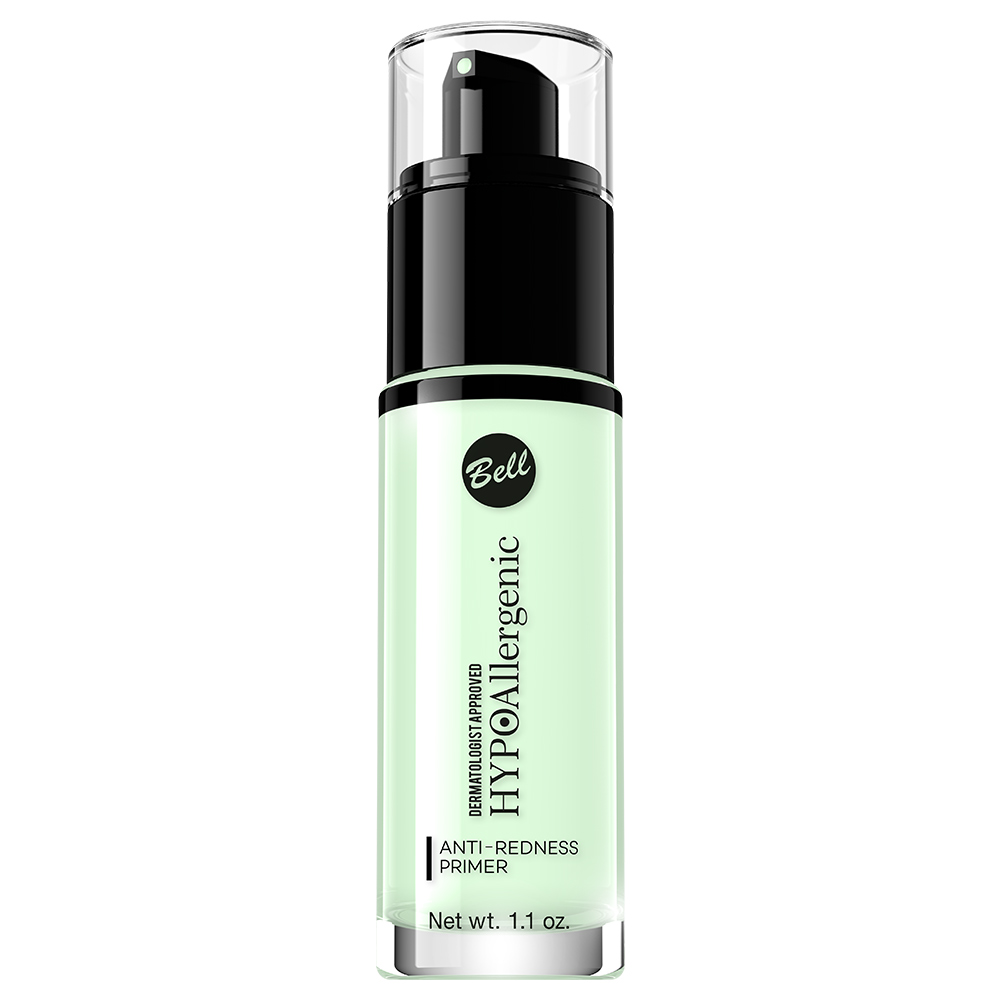 Bell
DERMATOLOGIST APPROVED
HYPOAllergenic
ANTI-REDNESS
PRIMER
Net wt. 1.1 oz.